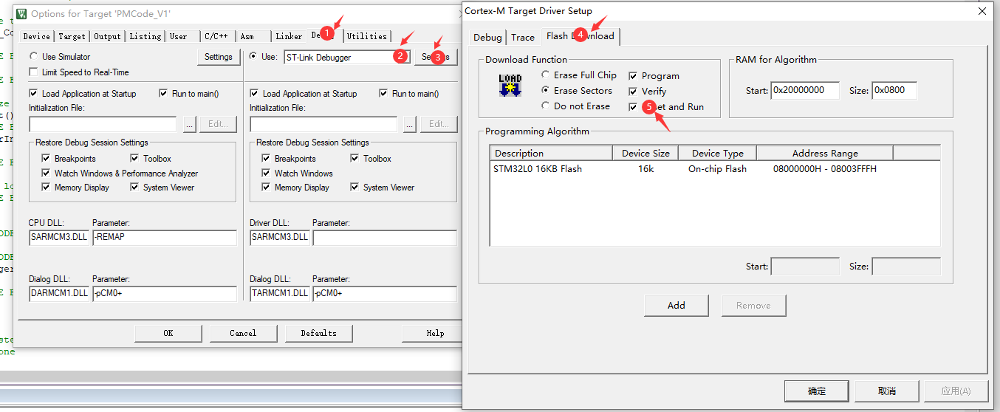 Options for Target 'PMCode_V1'
Device
Target
Output
Listing
User
C/C++
Asm
Linker
1
Utilities
Use Simulator
Settings
Limit Speed to Real-Time
Use:
ST-Link Debugger
2
3
Load Application at Startup
Run to main()
Initialization File:
...
Edit...
Restore Debug Session Settings
Breakpoints
Toolbox
Watch Windows & Performance Analyzer
Memory Display
System Viewer
Load Application at Startup
Run to main()
Initialization File:
...
Edit...
Restore Debug Session Settings
Breakpoints
Toolbox
Watch Windows
Memory Display
System Viewer
CPU DLL:
Parameter:
SARMCM3.DLL
-REMAP
Driver DLL:
Parameter:
SARMCM3.DLL
Dialog DLL:
Parameter:
DARMCM1.DLL
-pCM0+
Dialog DLL:
Parameter:
TARMCM1.DLL
-pCM0+
OK
Cancel
Defaults
Help
Cortex-M Target Driver Setup
Debug
Trace
Flash Download
4
Download Function
LOAD
Erase Full Chip
Erase Sectors
Do not Erase
Program
Verify
5
and Run
RAM for Algorithm
Start:
0x20000000
Size:
0x0800
Programming Algorithm
Description
Device Size
Device Type
Address Range
STM32L0 16KB Flash
16k
On-chip Flash
08000000H - 08003FFFH
Start:
Size:
Add
Remove
确定
取消
应用(A)